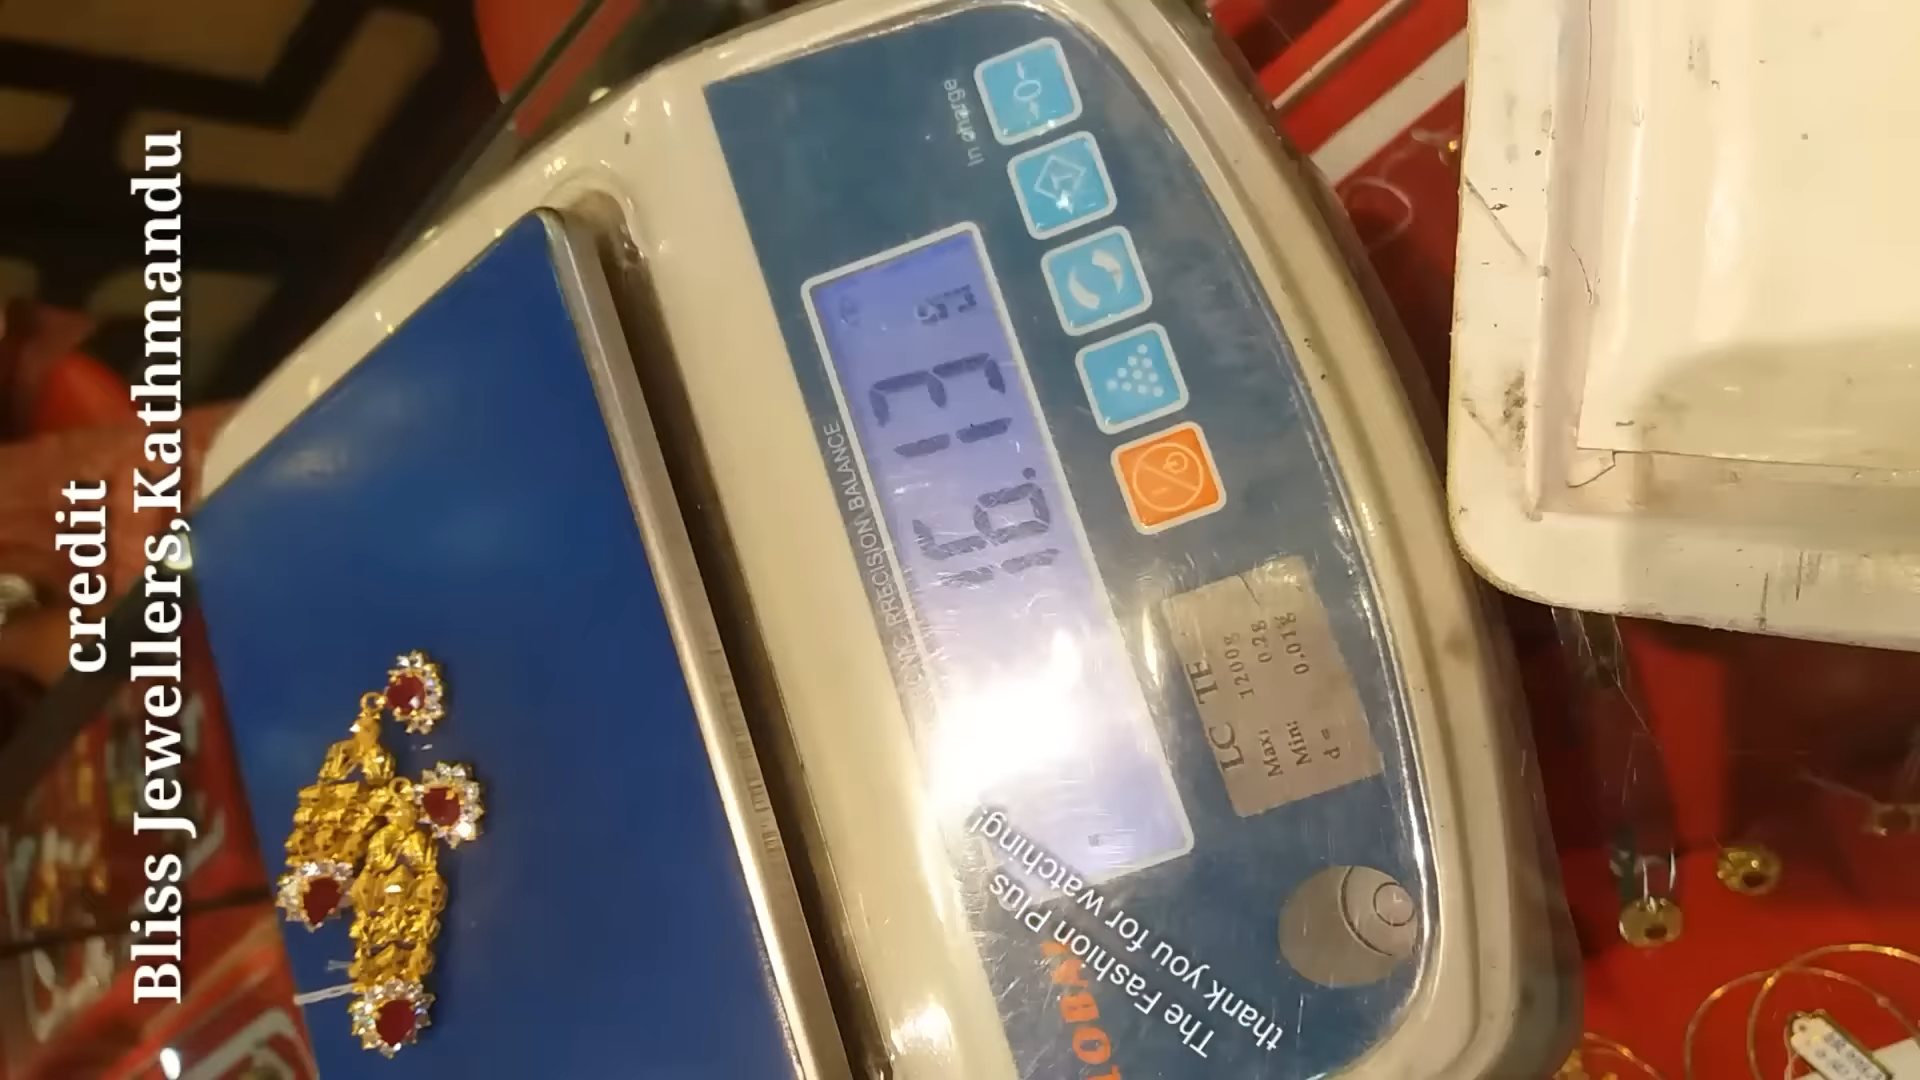 credit
Bliss Jewellers,Kathmandu
In charge
PRECISION BALANCE
16.13 g
LC TE
Max: 1200g
Min: 0.2g
d = 0.01g
The Fashion Plus
thank you for watching!